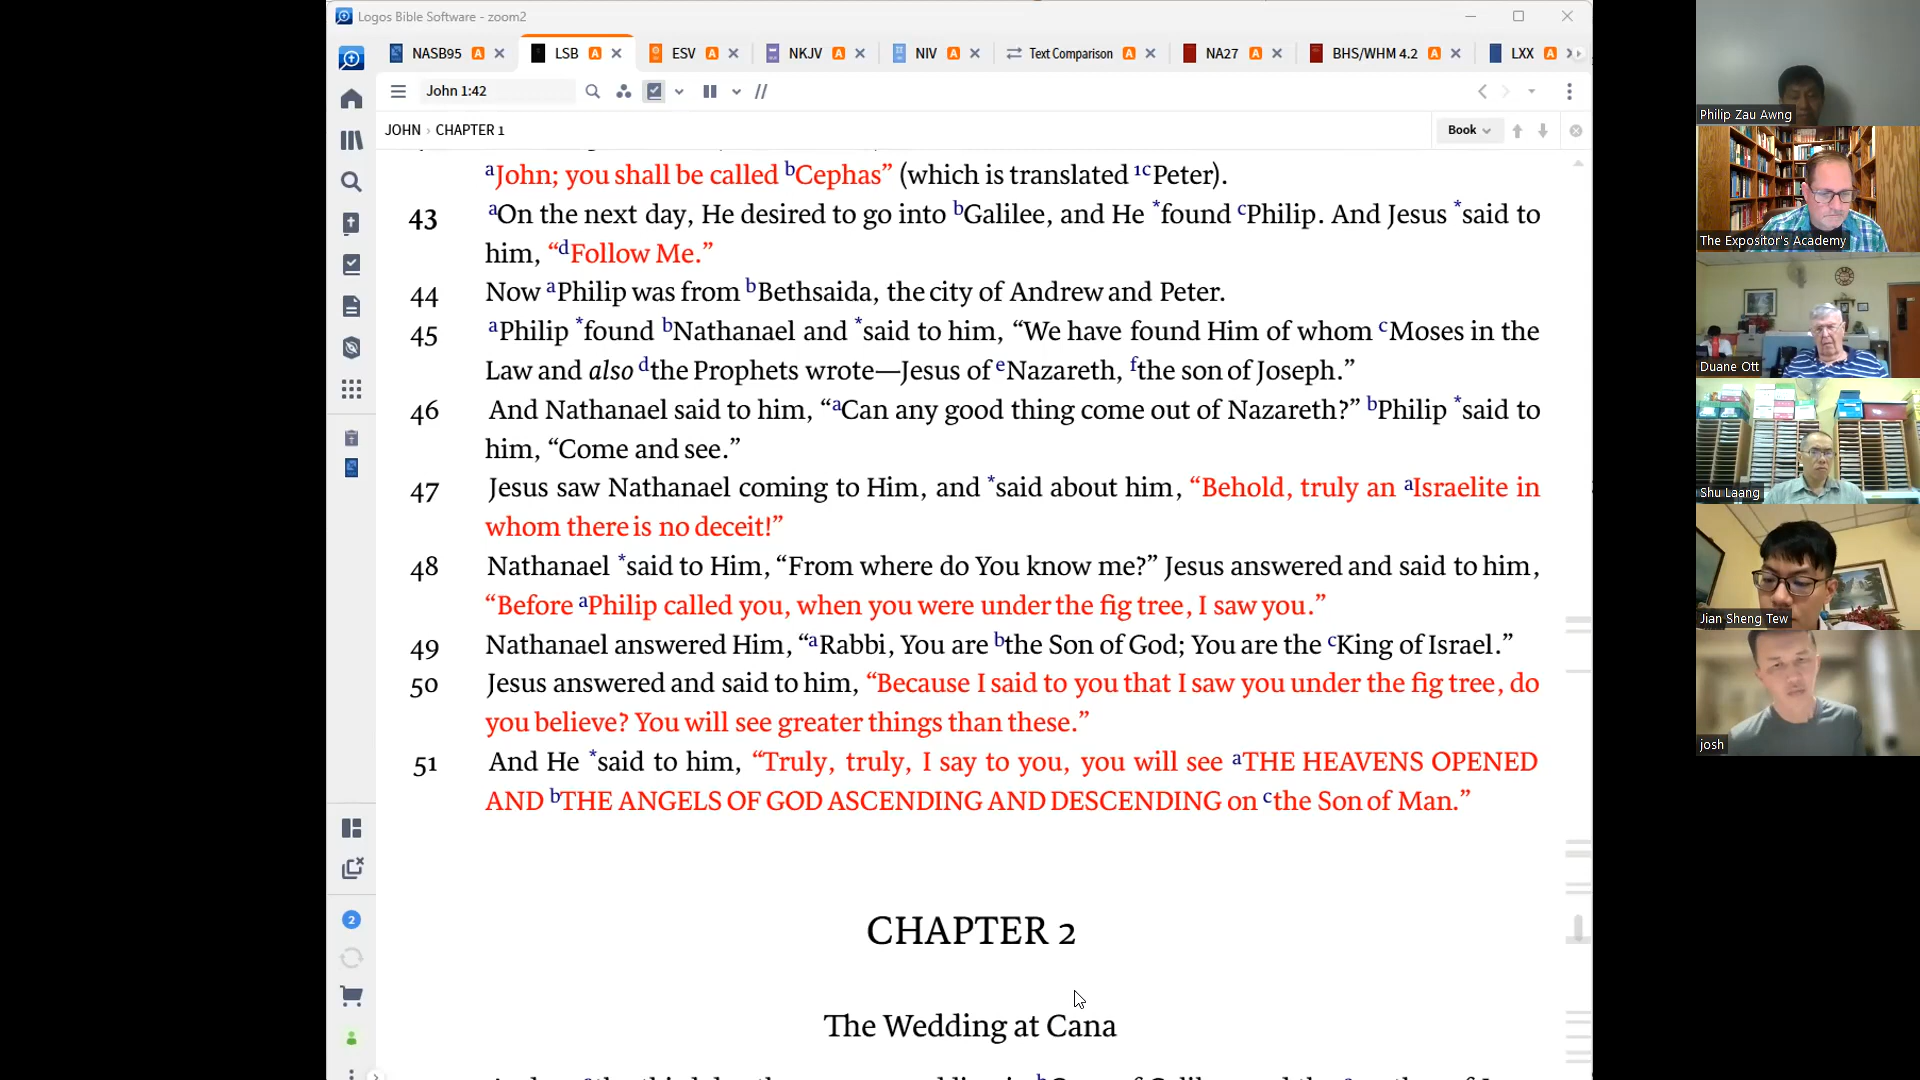 Logos Bible Software - zoom2
NASB95 A LSB A ESV A NKJV A NIV A Text Comparison A NA27 A BHS/WHM 4.2 A LXX A
John 1:42
JOHN › CHAPTER 1
Book
aJohn; you shall be called bCephas” (which is translated 1cPeter).
43 aOn the next day, He desired to go into bGalilee, and He *found cPhilip. And Jesus *said to
him, “dFollow Me.”
44 Now aPhilip was from bBethsaida, the city of Andrew and Peter.
45 aPhilip *found bNathanael and *said to him, “We have found Him of whom cMoses in the
Law and also dthe Prophets wrote—Jesus of eNazareth, fthe son of Joseph.”
46 And Nathanael said to him, “aCan any good thing come out of Nazareth?” bPhilip *said to
him, “Come and see.”
47 Jesus saw Nathanael coming to Him, and *said about him, “Behold, truly an aIsraelite in
whom there is no deceit!”
48 Nathanael *said to Him, “From where do You know me?” Jesus answered and said to him,
“Before aPhilip called you, when you were under the fig tree, I saw you.”
49 Nathanael answered Him, “aRabbi, You are bthe Son of God; You are the cKing of Israel.”
50 Jesus answered and said to him, “Because I said to you that I saw you under the fig tree, do
you believe? You will see greater things than these.”
51 And He *said to him, “Truly, truly, I say to you, you will see aTHE HEAVENS OPENED
AND bTHE ANGELS OF GOD ASCENDING AND DESCENDING on cthe Son of Man.”
CHAPTER 2
The Wedding at Cana
2
Philip Zau Awng
The Expositor's Academy
Duane Ott
Shu Laang
Jian Sheng Tew
josh